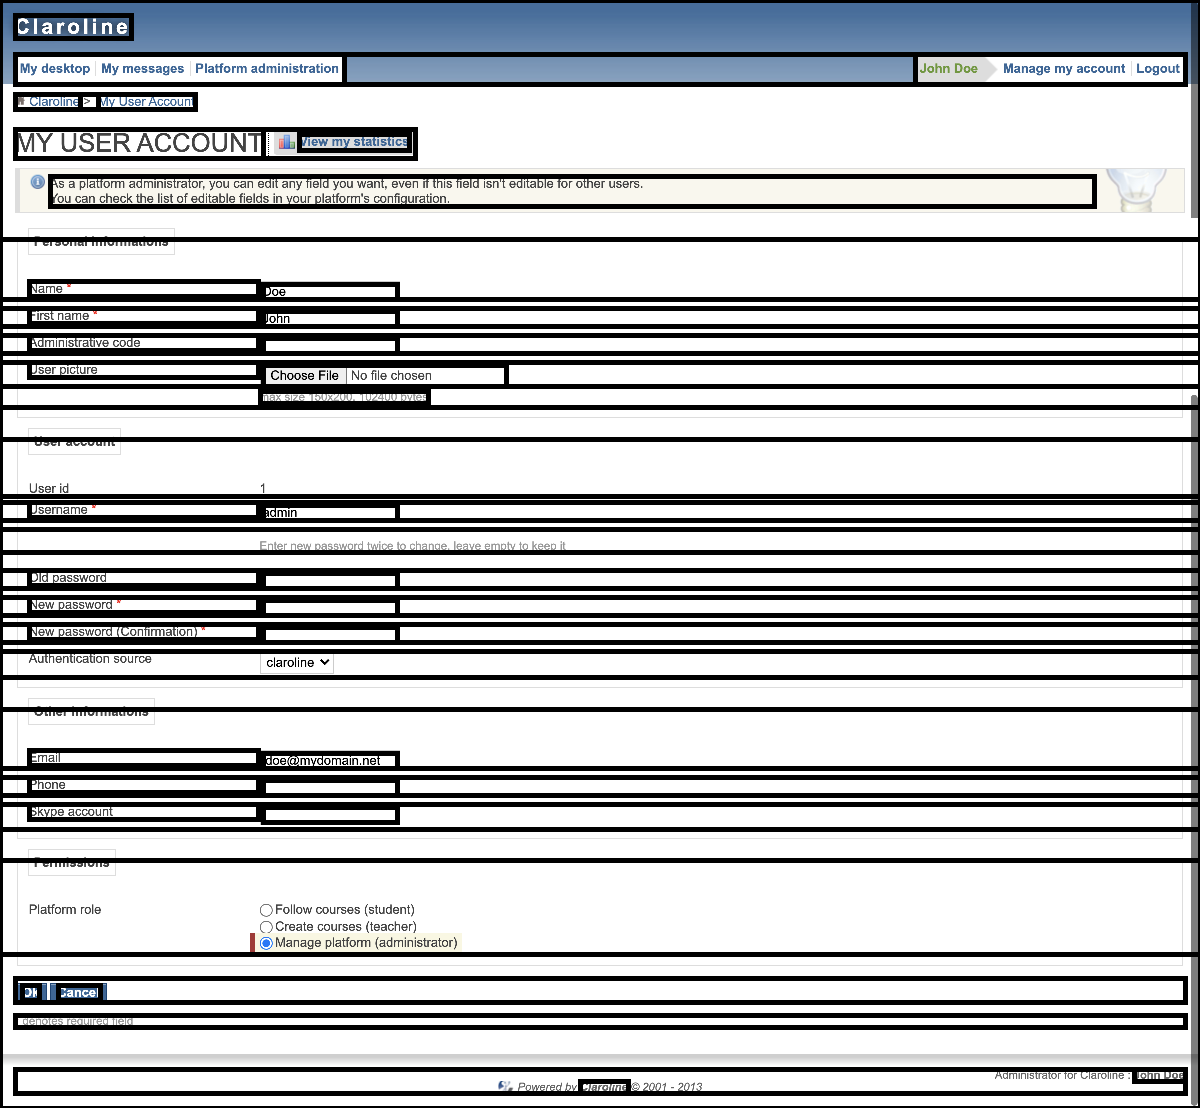 Claroline
My desktop My messages Platform administration John Doe Manage my account Logout
Claroline > My User Account
MY USER ACCOUNT View my statistics
As a platform administrator, you can edit any field you want, even if this field isn't editable for other users.
You can check the list of editable fields in your platform's configuration.
Personal informations
Name * Doe
First name * John
Administrative code
User picture Choose File No file chosen
max size 150x200, 102400 bytes
User account
User id 1
Username * admin
Enter new password twice to change, leave empty to keep it
Old password
New password *
New password (Confirmation) *
Authentication source claroline
Other informations
Email doe@mydomain.net
Phone
Skype account
Permissions
Platform role Follow courses (student)
Create courses (teacher)
Manage platform (administrator)
Ok Cancel
denotes required field
Administrator for Claroline : John Doe
Powered by Claroline © 2001 - 2013